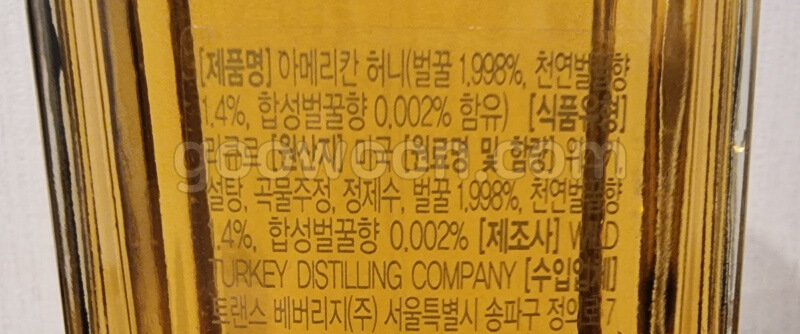 [제품명] 아메리칸 허니(벌꿀 1.998%, 천연벌꿀향
1.4%, 합성벌꿀향 0.002% 함유) [식품유형]
리큐르 [원산지] 미국 [원료명 및 함량] 위스키
설탕, 곡물주정, 정제수, 벌꿀 1.998%, 천연벌꿀향
1.4%, 합성벌꿀향 0.002% [제조사] WILD
TURKEY DISTILLING COMPANY [수입업체]
트랜스 베버리지(주) 서울특별시 송파구